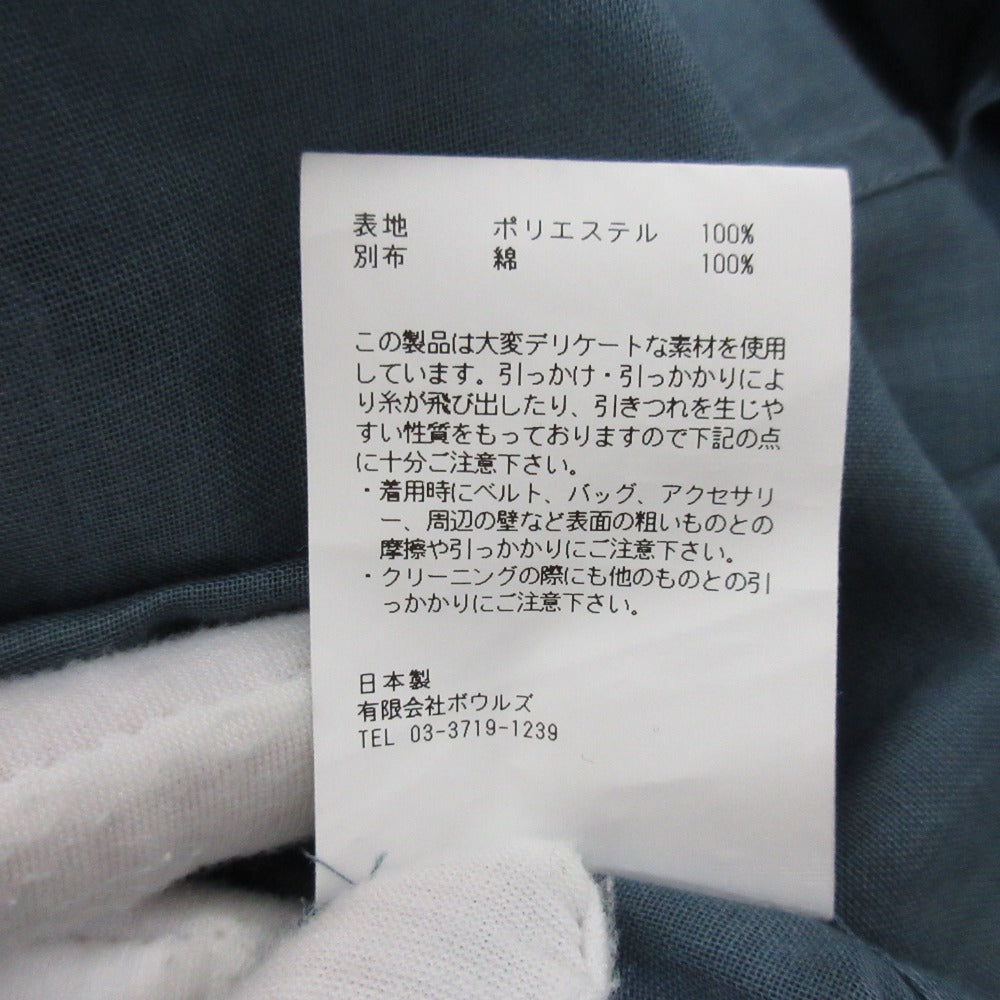 表地 ポリエステル 100%
別布 綿 100%
この製品は大変デリケートな素材を使用
しています。引っかけ・引っかかりによ
り糸が飛び出したり、引きつれを生じや
すい性質をもっておりますので下記の点
に十分ご注意下さい。
・着用時にベルト、バッグ、アクセサリ
ー、周辺の壁など表面の粗いものとの
摩擦や引っかかりにご注意下さい。
・クリーニングの際にも他のものとの引
っかかりにご注意下さい。
日本製
有限会社ボウルズ
TEL 03-3719-1239